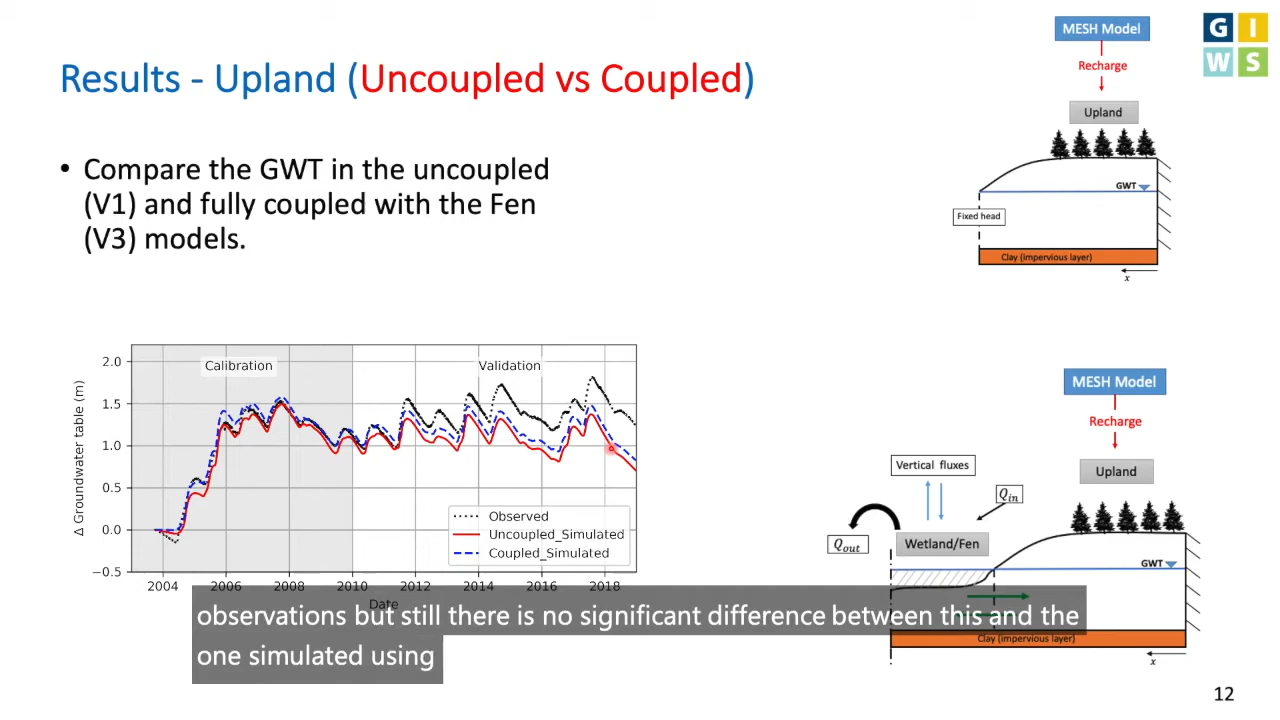 Results - Upland (Uncoupled vs Coupled)
• Compare the GWT in the uncoupled
(V1) and fully coupled with the Fen
(V3) models.
MESH Model
Recharge
Upland
GWT
Fixed head
Clay (impervious layer)
x
G I
W S
Calibration
Validation
Δ Groundwater table (m)
2.0
1.5
1.0
0.5
0.0
−0.5
Observed
Uncoupled_Simulated
Coupled_Simulated
2004 2006 2008 2010 2012 2014 2016 2018
Date
MESH Model
Recharge
Upland
Vertical fluxes
Qin
Qout
Wetland/Fen
GWT
Clay (impervious layer)
x
observations but still there is no significant difference between this and the
one simulated using
12